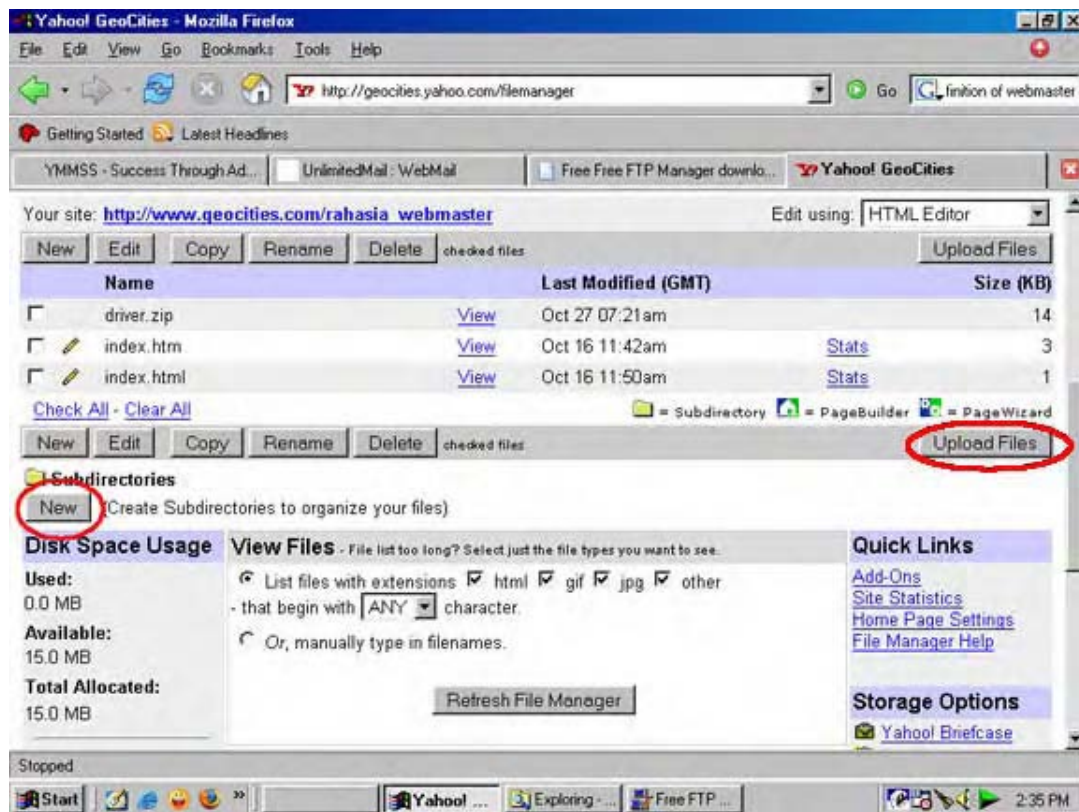 Yahoo! GeoCities - Mozilla Firefox
File Edit View Go Bookmarks Tools Help
http://geocities.yahoo.com/filemanager Go finition of webmaster
Getting Started Latest Headlines
YMMSS - Success Through Ad... UnlimitedMail : WebMail Free Free FTP Manager downlo... Yahoo! GeoCities
Your site: http://www.geocities.com/rahasia_webmaster Edit using: HTML Editor
New Edit Copy Rename Delete checked files Upload Files
Name Last Modified (GMT) Size (KB)
driver.zip View Oct 27 07:21am 14
index.htm View Oct 16 11:42am Stats 3
index.html View Oct 16 11:50am Stats 1
Check All - Clear All = Subdirectory = PageBuilder = PageWizard
New Edit Copy Rename Delete checked files Upload Files
Subdirectories
New (Create Subdirectories to organize your files)
Disk Space Usage
Used:
0.0 MB
Available:
15.0 MB
Total Allocated:
15.0 MB
View Files - File list too long? Select just the file types you want to see.
List files with extensions html gif jpg other
- that begin with ANY character.
Or, manually type in filenames.
Refresh File Manager
Quick Links
Add-Ons
Site Statistics
Home Page Settings
File Manager Help
Storage Options
Yahoo! Briefcase
Stopped
Start » Yahoo! ... Exploring - ... Free FTP ... 2:35 PM